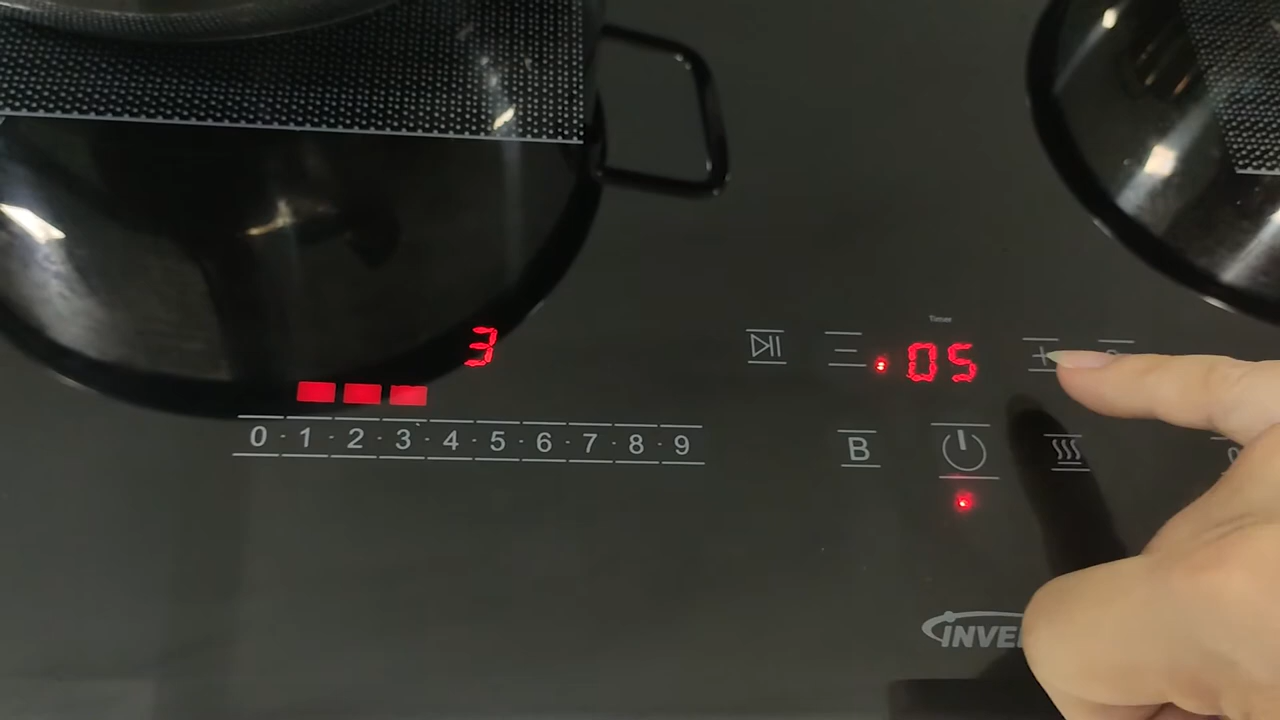 Timer
3
05
0 · 1 · 2 · 3 · 4 · 5 · 6 · 7 · 8 · 9
B
INVE